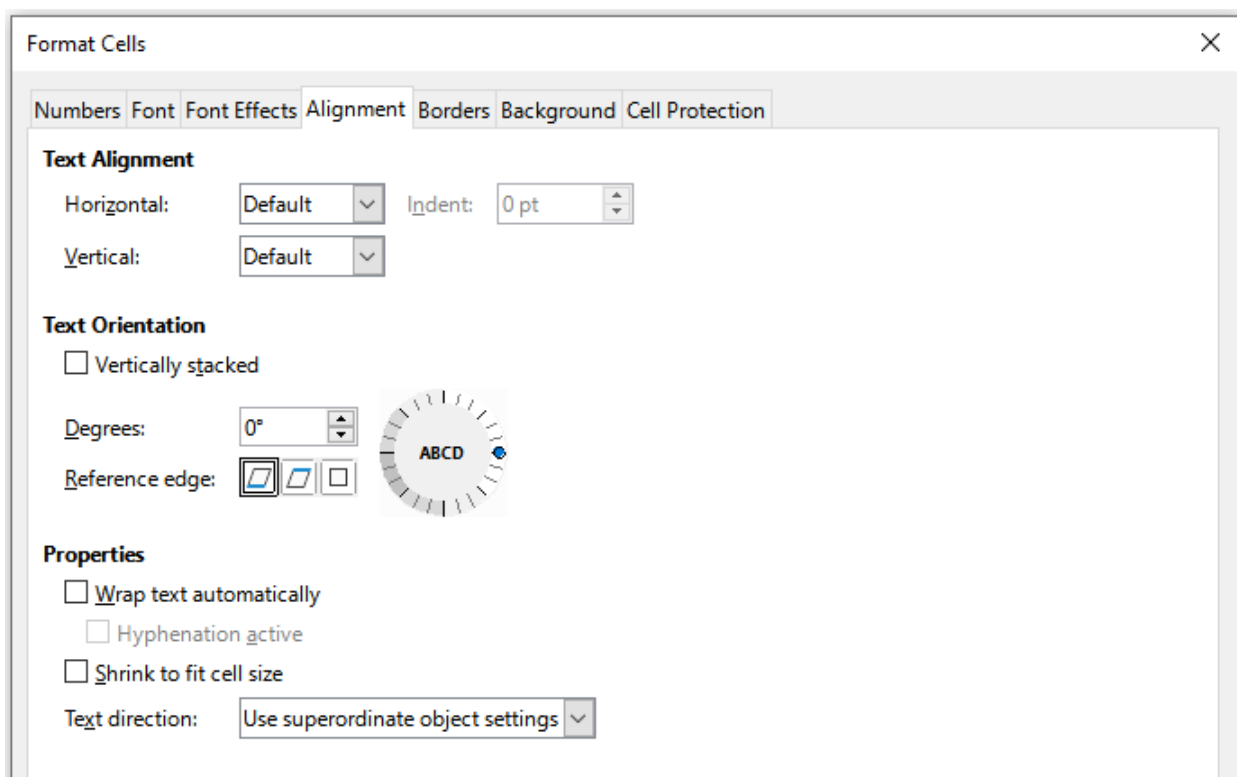 Format Cells
Numbers Font Font Effects Alignment Borders Background Cell Protection
Text Alignment
Horizontal: Default Indent: 0 pt
Vertical: Default
Text Orientation
Vertically stacked
Degrees: 0° ABCD
Reference edge:
Properties
Wrap text automatically
Hyphenation active
Shrink to fit cell size
Text direction: Use superordinate object settings